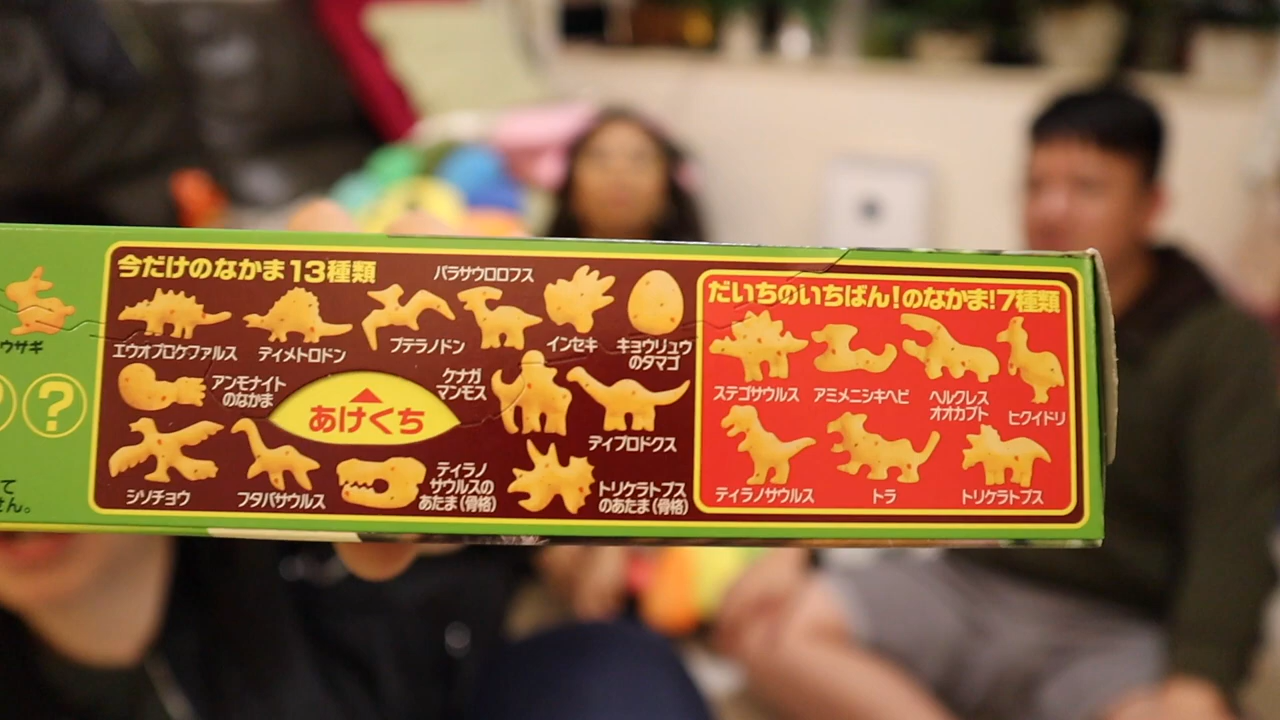 ウサギ
?
て
せん。
今だけのなかま13種類
パラサウロロフス
エウオプロケファルス
ディメトロドン
プテラノドン
インセキ
キョウリュウ
のタマゴ
アンモナイト
のなかま
あけくち
ケナガ
マンモス
ディプロドクス
シソチョウ
フタバサウルス
ティラノ
サウルスの
あたま(骨格)
トリケラトプス
のあたま(骨格)
だいちのいちばん!のなかま!7種類
ステゴサウルス
アミメニシキヘビ
ヘルクレス
オオカブト
ヒクイドリ
ティラノサウルス
トラ
トリケラトプス